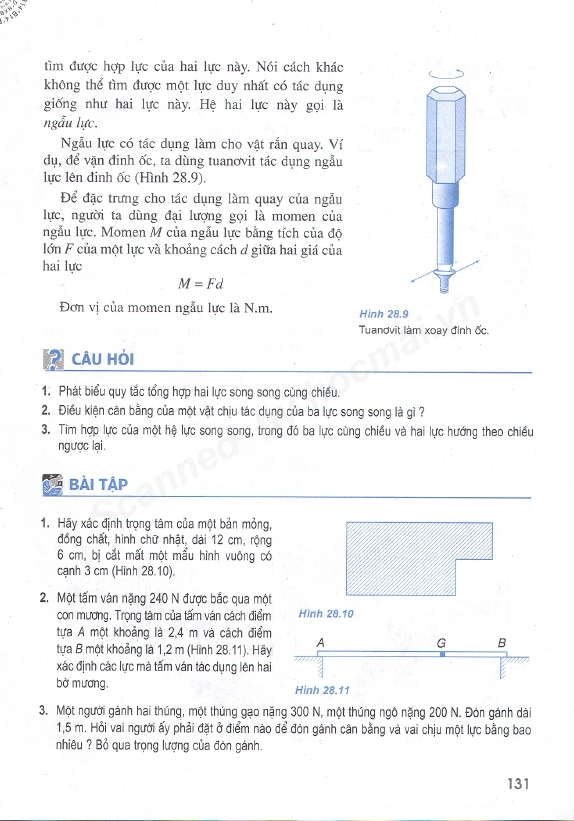 tìm được hợp lực của hai lực này. Nói cách khác
không thể tìm được một lực duy nhất có tác dụng
giống như hai lực này. Hệ hai lực này gọi là
ngẫu lực.
Ngẫu lực có tác dụng làm cho vật rắn quay. Ví
dụ, để vặn đinh ốc, ta dùng tuanơvit tác dụng ngẫu
lực lên đinh ốc (Hình 28.9).
Để đặc trưng cho tác dụng làm quay của ngẫu
lực, người ta dùng đại lượng gọi là momen của
ngẫu lực. Momen M của ngẫu lực bằng tích của độ
lớn F của một lực và khoảng cách d giữa hai giá của
hai lực
M = Fd
Đơn vị của momen ngẫu lực là N.m.
Hình 28.9
Tuanơvit làm xoay đinh ốc.
? CÂU HỎI
1. Phát biểu quy tắc tổng hợp hai lực song song cùng chiều.
2. Điều kiện cân bằng của một vật chịu tác dụng của ba lực song song là gì ?
3. Tìm hợp lực của một hệ lực song song, trong đó ba lực cùng chiều và hai lực hướng theo chiều
ngược lại.
BÀI TẬP
1. Hãy xác định trọng tâm của một bản mỏng,
đồng chất, hình chữ nhật, dài 12 cm, rộng
6 cm, bị cắt mất một mẩu hình vuông có
cạnh 3 cm (Hình 28.10).
Hình 28.10
2. Một tấm ván nặng 240 N được bắc qua một
con mương. Trọng tâm của tấm ván cách điểm
tựa A một khoảng là 2,4 m và cách điểm
tựa B một khoảng là 1,2 m (Hình 28.11). Hãy
xác định các lực mà tấm ván tác dụng lên hai
bờ mương.
A G B
Hình 28.11
3. Một người gánh hai thúng, một thúng gạo nặng 300 N, một thúng ngô nặng 200 N. Đòn gánh dài
1,5 m. Hỏi vai người ấy phải đặt ở điểm nào để đòn gánh cân bằng và vai chịu một lực bằng bao
nhiêu ? Bỏ qua trọng lượng của đòn gánh.
131
Scanned hocmai.vn